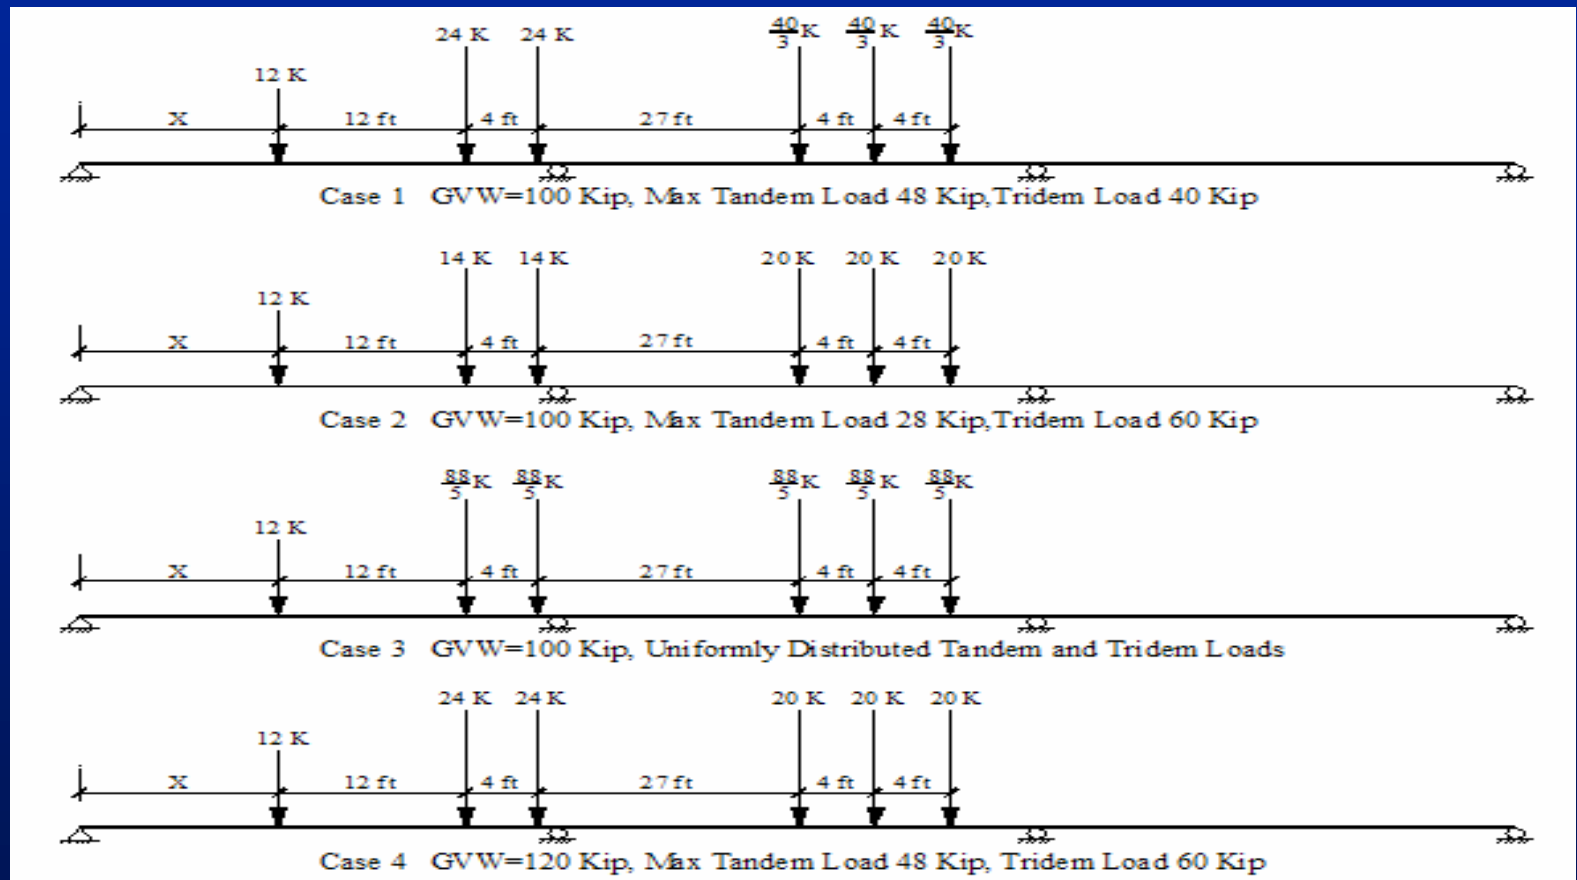 24 K 24 K 40/3 K 40/3 K 40/3 K
12 K
X 12 ft 4 ft 27 ft 4 ft 4 ft
Case 1 GVW=100 Kip, Max Tandem Load 48 Kip,Tridem Load 40 Kip
14 K 14 K 20 K 20 K 20 K
12 K
X 12 ft 4 ft 27 ft 4 ft 4 ft
Case 2 GVW=100 Kip, Max Tandem Load 28 Kip,Tridem Load 60 Kip
88/5 K 88/5 K 88/5 K 88/5 K 88/5 K
12 K
X 12 ft 4 ft 27 ft 4 ft 4 ft
Case 3 GVW=100 Kip, Uniformly Distributed Tandem and Tridem Loads
24 K 24 K 20 K 20 K 20 K
12 K
X 12 ft 4 ft 27 ft 4 ft 4 ft
Case 4 GVW=120 Kip, Max Tandem Load 48 Kip, Tridem Load 60 Kip